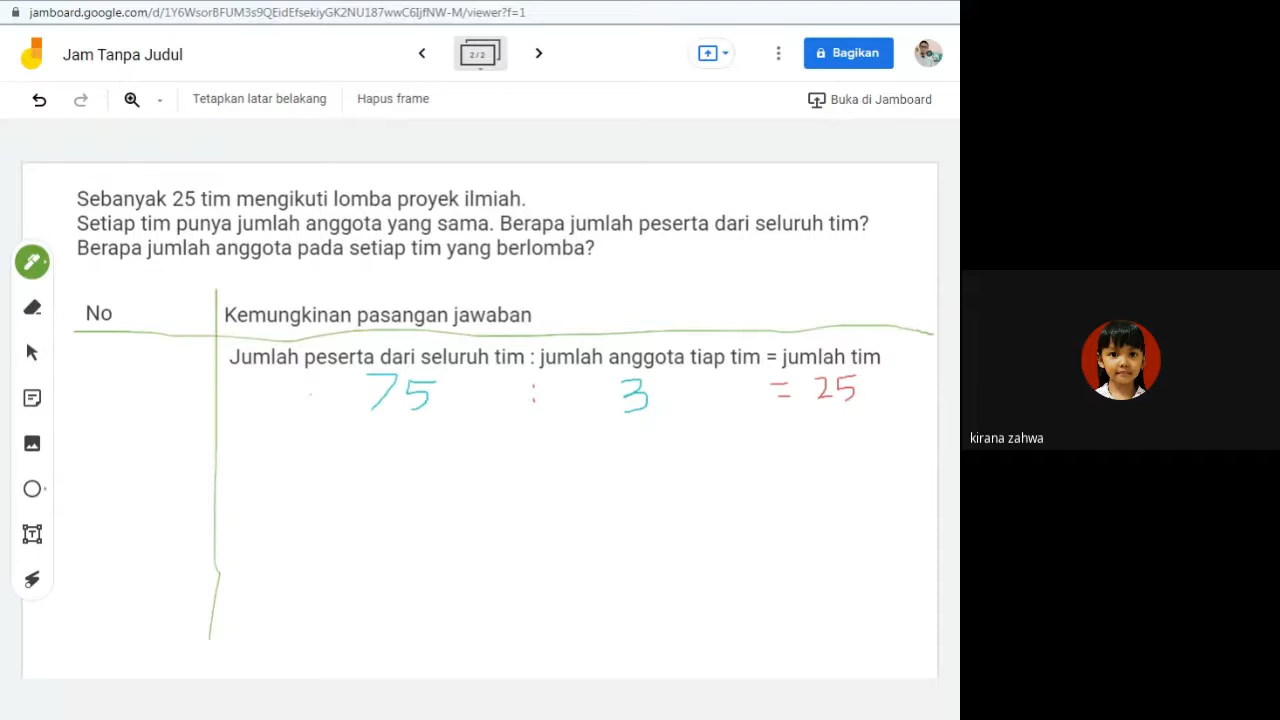 jamboard.google.com/d/1Y6WsorBFUM3s9QEidEfsekiyGK2NU187wwC6IjfNW-M/viewer?f=1
Jam Tanpa Judul
2/2
Bagikan
Tetapkan latar belakang
Hapus frame
Buka di Jamboard
Sebanyak 25 tim mengikuti lomba proyek ilmiah.
Setiap tim punya jumlah anggota yang sama. Berapa jumlah peserta dari seluruh tim?
Berapa jumlah anggota pada setiap tim yang berlomba?
No Kemungkinan pasangan jawaban
Jumlah peserta dari seluruh tim : jumlah anggota tiap tim = jumlah tim
75 : 3 = 25
kirana zahwa